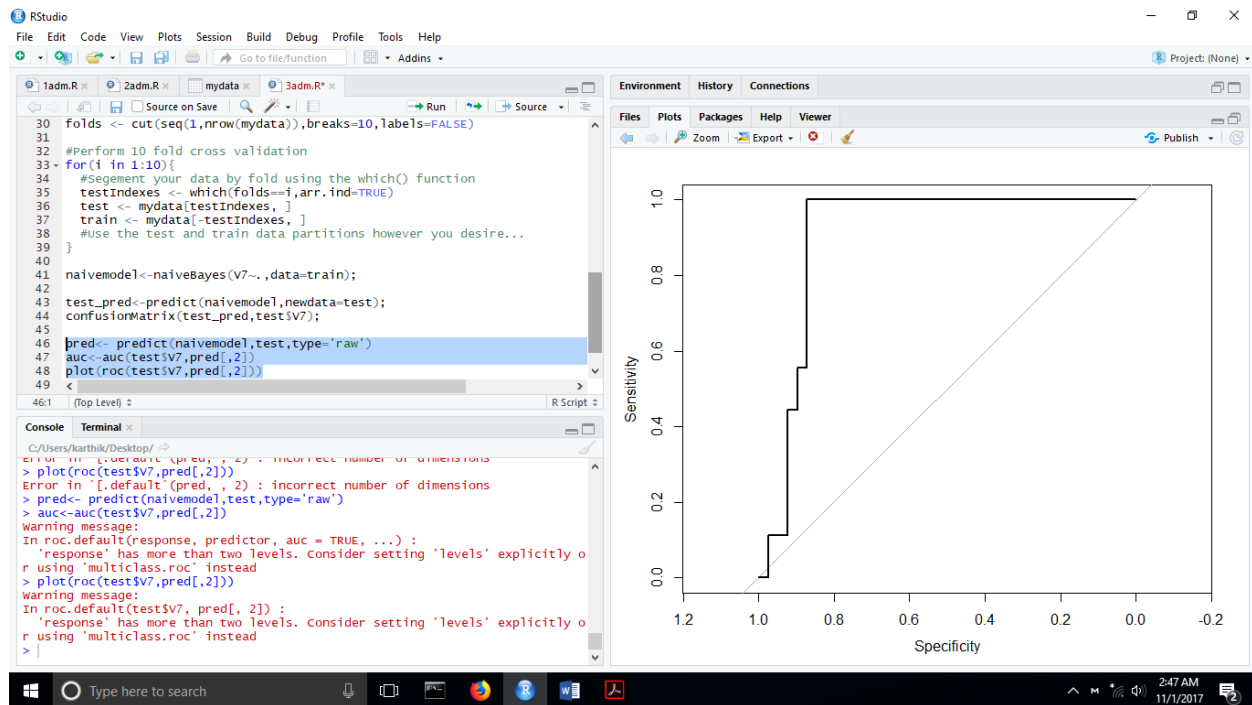 RStudio
File Edit Code View Plots Session Build Debug Profile Tools Help
Go to file/function
Addins
Project: (None)
1adm.R
2adm.R
mydata
3adm.R*
Source on Save
Run
Source
30 folds <- cut(seq(1,nrow(mydata)),breaks=10,labels=FALSE)
31
32 #Perform 10 fold cross validation
33 for(i in 1:10){
34 #Segement your data by fold using the which() function
35 testIndexes <- which(folds==i,arr.ind=TRUE)
36 test <- mydata[testIndexes, ]
37 train <- mydata[-testIndexes, ]
38 #Use the test and train data partitions however you desire...
39 }
40
41 naivemodel<-naiveBayes(V7~.,data=train);
42
43 test_pred<-predict(naivemodel,newdata=test);
44 confusionMatrix(test_pred,test$V7);
45
46 pred<- predict(naivemodel,test,type='raw')
47 auc<-auc(test$V7,pred[,2])
48 plot(roc(test$V7,pred[,2]))
49
46:1 (Top Level) R Script
Console Terminal
C:/Users/karthik/Desktop/
Error in `[.default`(pred, , 2) : incorrect number of dimensions
> plot(roc(test$V7,pred[,2]))
Error in `[.default`(pred, , 2) : incorrect number of dimensions
> pred<- predict(naivemodel,test,type='raw')
> auc<-auc(test$V7,pred[,2])
Warning message:
In roc.default(response, predictor, auc = TRUE, ...) :
'response' has more than two levels. Consider setting 'levels' explicitly o
r using 'multiclass.roc' instead
> plot(roc(test$V7,pred[,2]))
Warning message:
In roc.default(test$V7, pred[, 2]) :
'response' has more than two levels. Consider setting 'levels' explicitly o
r using 'multiclass.roc' instead
>
Environment History Connections
Files Plots Packages Help Viewer
Zoom Export Publish
1.0
0.8
0.6
0.4
0.2
0.0
Sensitivity
1.2 1.0 0.8 0.6 0.4 0.2 0.0 -0.2
Specificity
Type here to search
2:47 AM
11/1/2017
2